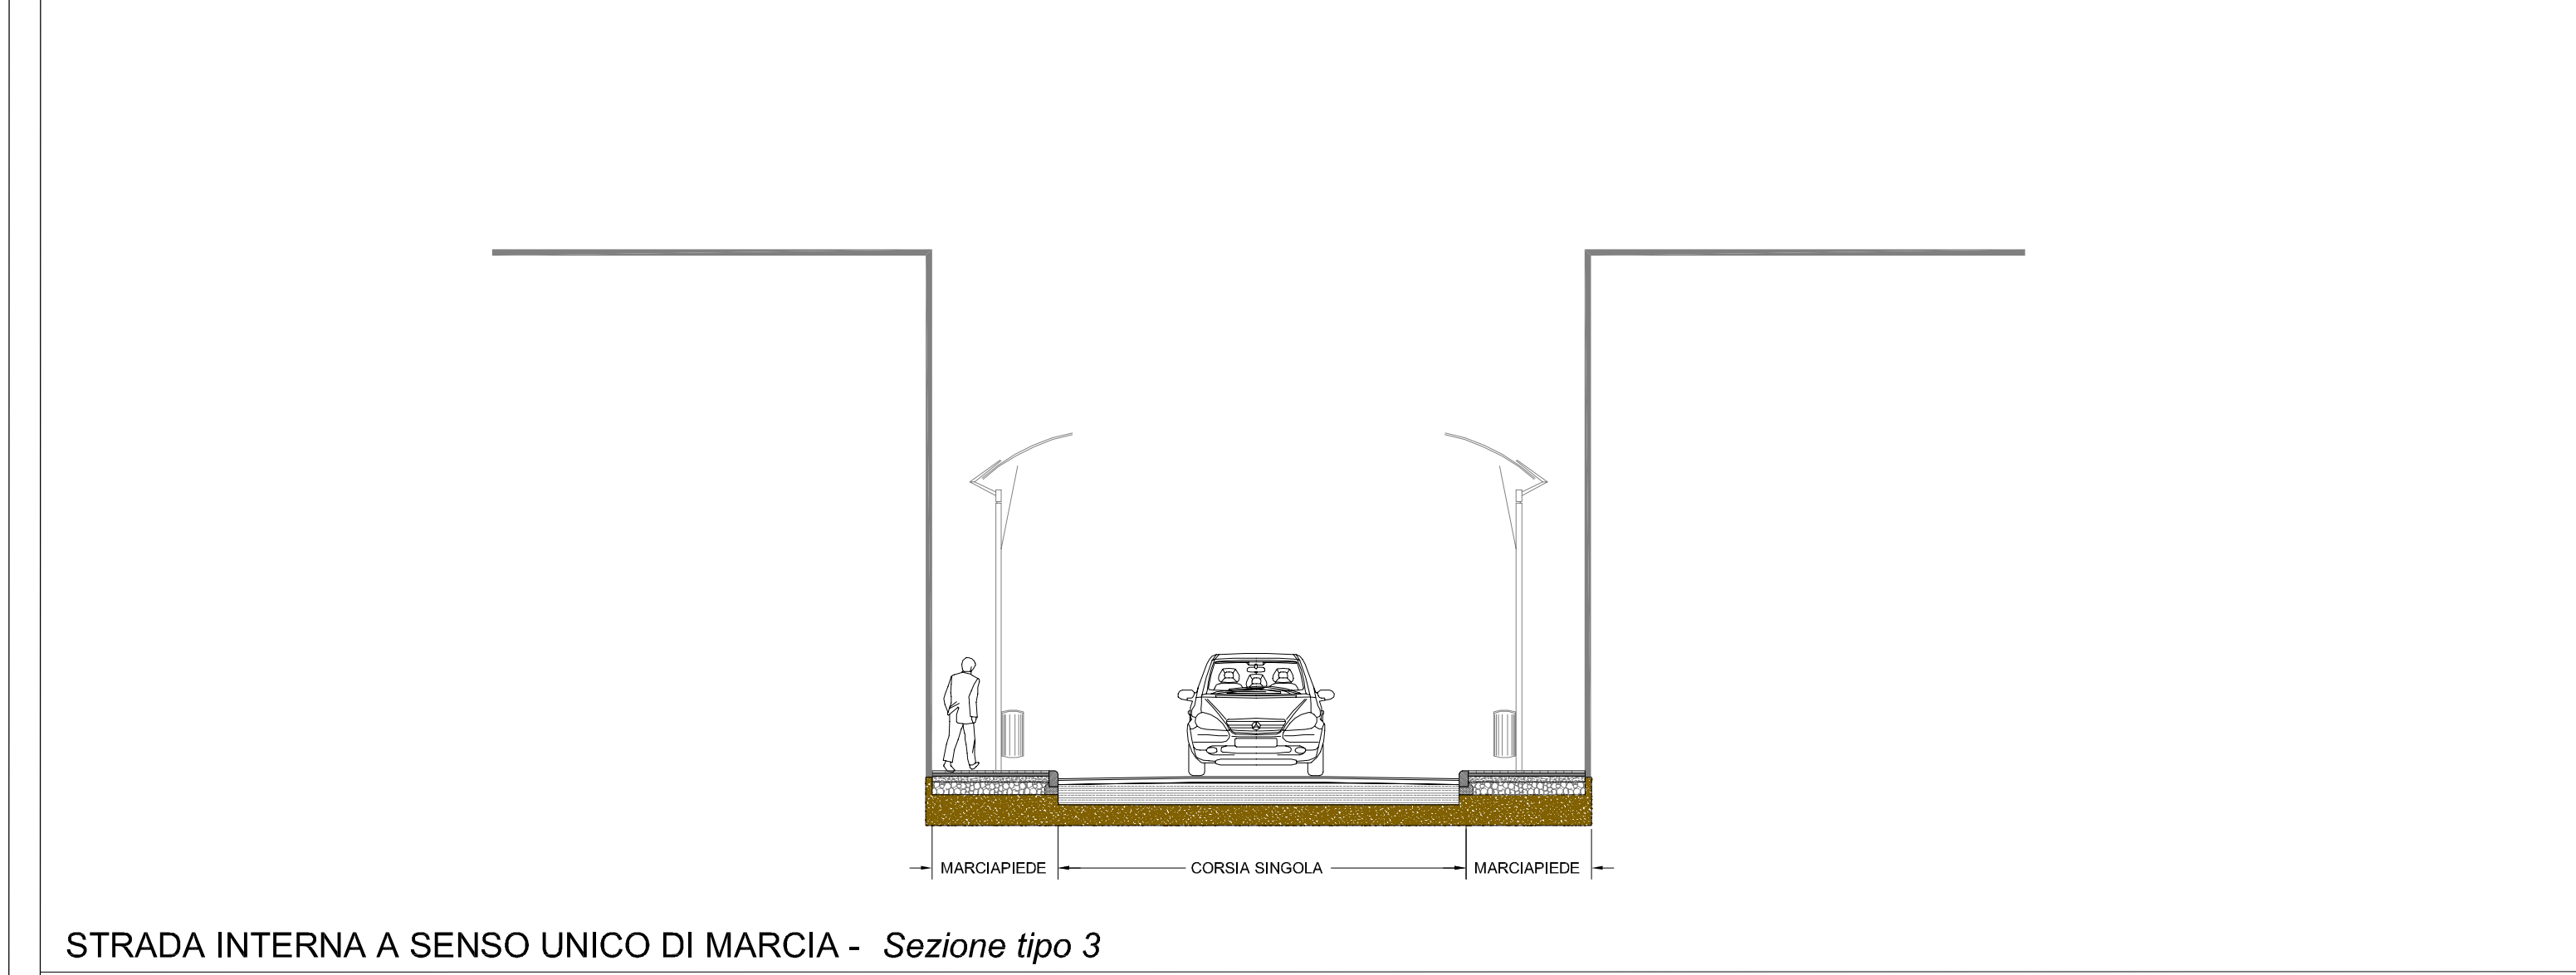 MARCIAPIEDE CORSIA SINGOLA MARCIAPIEDE
STRADA INTERNA A SENSO UNICO DI MARCIA - Sezione tipo 3